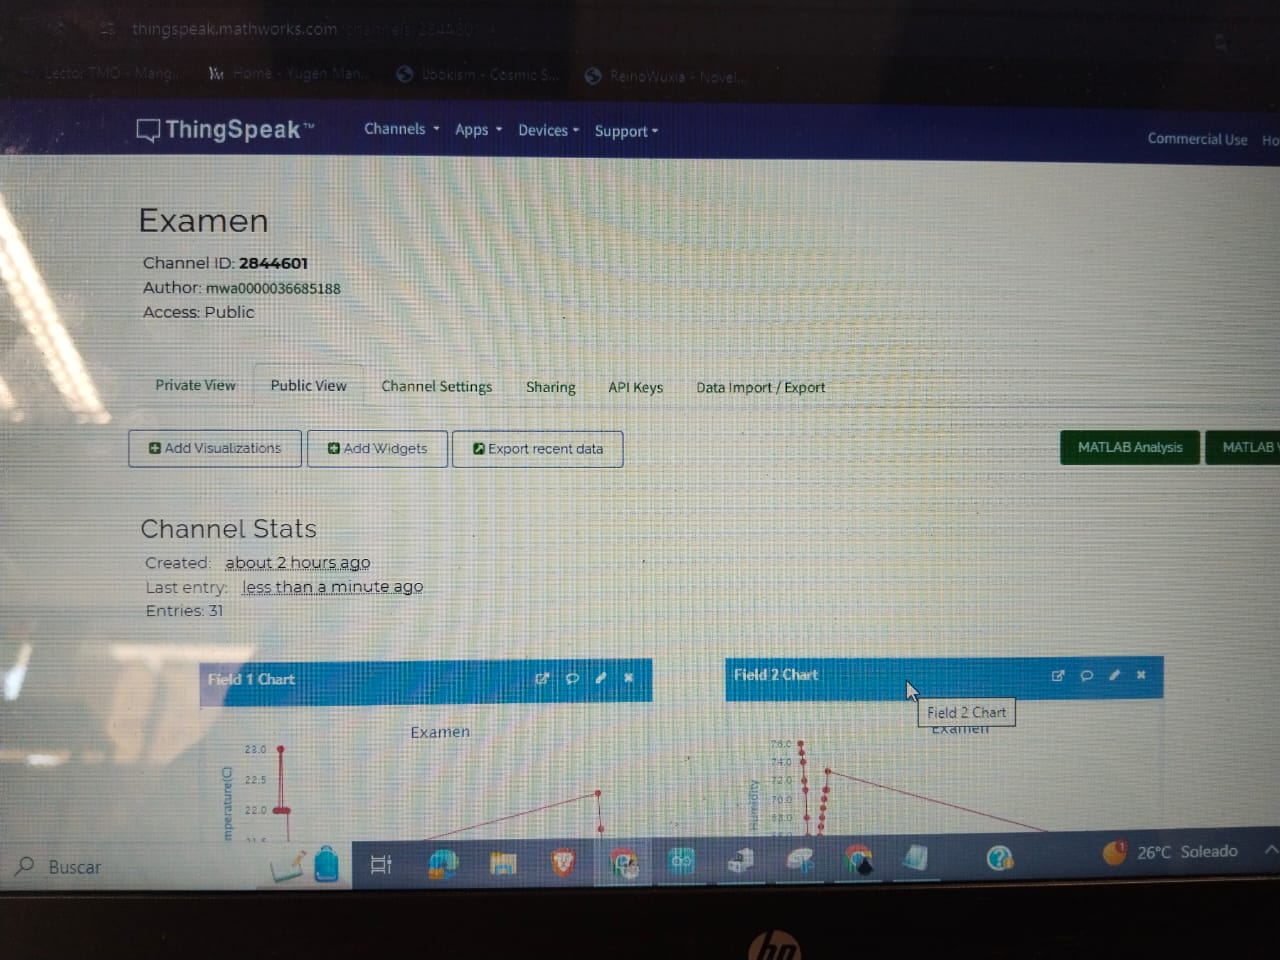 thingspeak.mathworks.com
Lector TMO - Mang...
Home - Yugen Man...
Ubokism - Cosmic S...
ReinoWuxia - Novel...
ThingSpeak™
Channels
Apps
Devices
Support
Commercial Use
Ho
Examen
Channel ID: 2844601
Author: mwa0000036685188
Access: Public
Private View
Public View
Channel Settings
Sharing
API Keys
Data Import / Export
Add Visualizations
Add Widgets
Export recent data
MATLAB Analysis
MATLAB
Channel Stats
Created: about 2 hours ago
Last entry: less than a minute ago
Entries: 31
Field 1 Chart
Field 2 Chart
Field 2 Chart
Examen
Examen
23.0
22.5
22.0
mperature(C)
76.0
74.0
72.0
70.0
68.0
Humidity
Buscar
1
26°C Soleado
hp